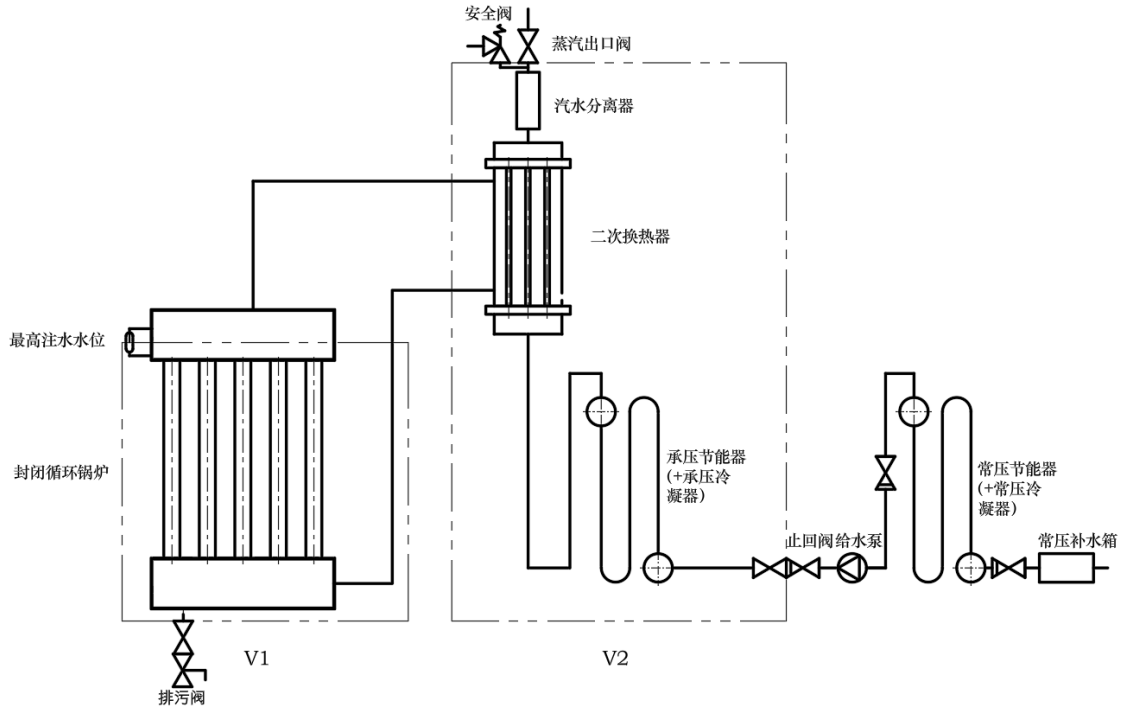 安全阀
蒸汽出口阀
汽水分离器
二次换热器
最高注水水位
封闭循环锅炉
承压节能器
(+承压冷
凝器)
常压节能器
(+常压冷
凝器)
止回阀
给水泵
常压补水箱
V1
V2
排污阀